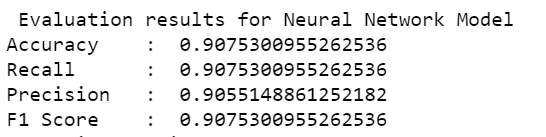 Evaluation results for Neural Network Model
Accuracy : 0.9075300955262536
Recall : 0.9075300955262536
Precision : 0.9055148861252182
F1 Score : 0.9075300955262536